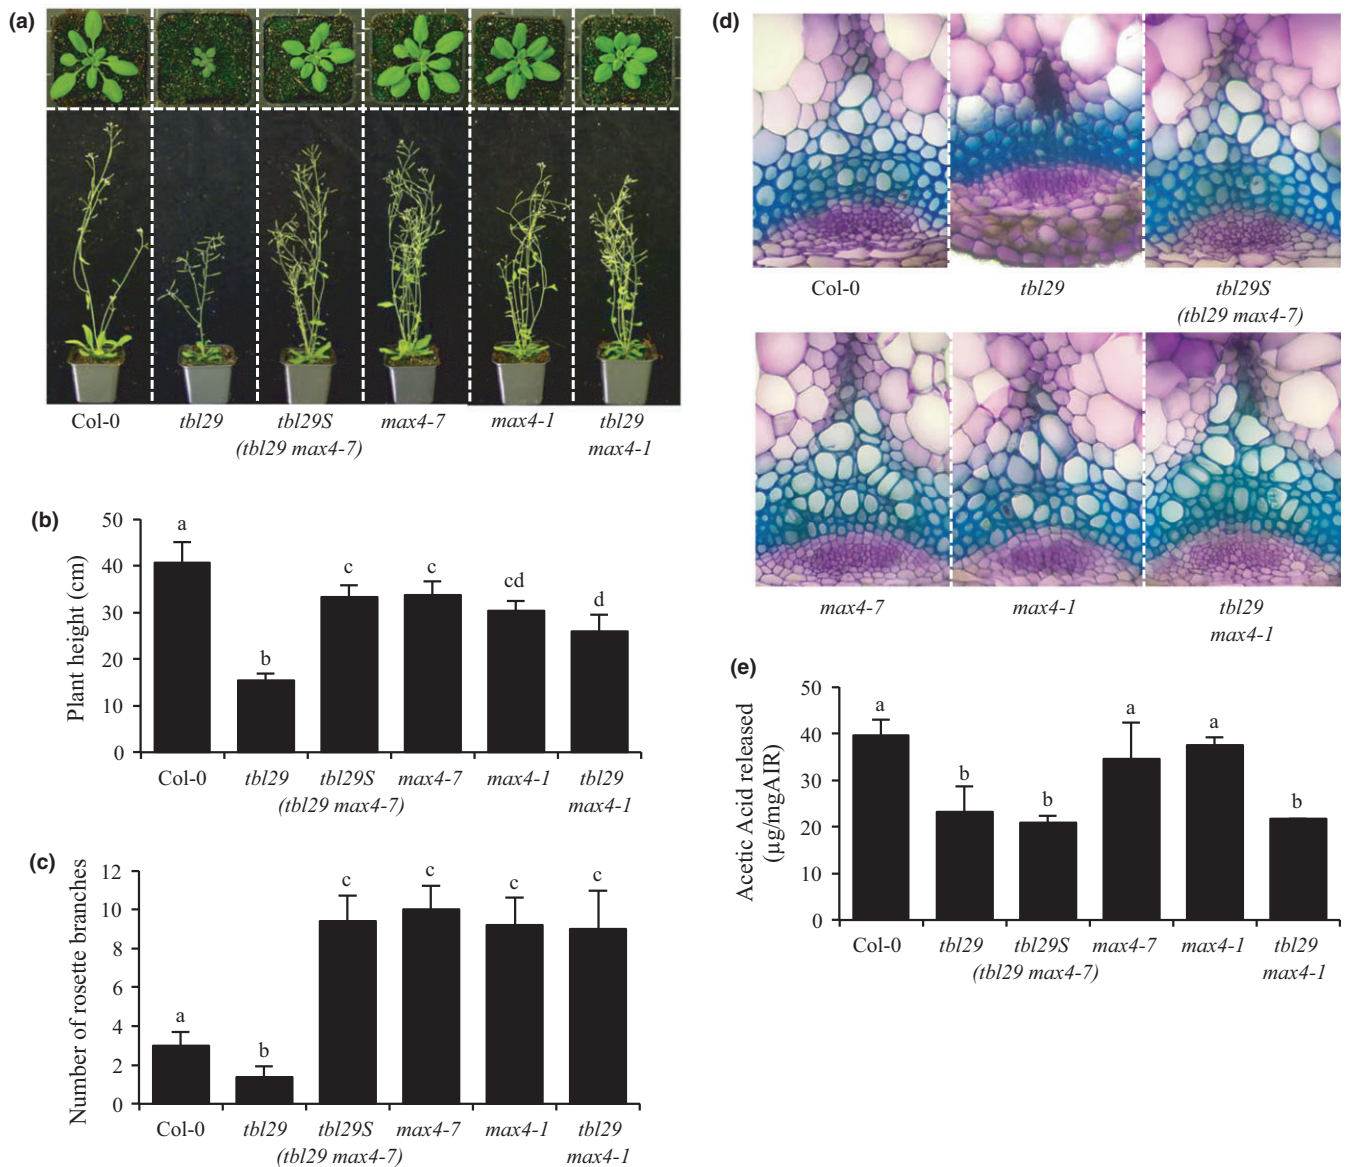 (a)
Col-0
tbl29
tbl29S
(tbl29 max4-7)
max4-7
max4-1
tbl29
max4-1
(b)
Plant height (cm)
50
40
30
20
10
0
a
b
c
c
cd
d
Col-0
tbl29
tbl29S
(tbl29 max4-7)
max4-7
max4-1
tbl29
max4-1
(c)
Number of rosette branches
12
10
8
6
4
2
0
a
b
c
c
c
c
Col-0
tbl29
tbl29S
(tbl29 max4-7)
max4-7
max4-1
tbl29
max4-1
(d)
Col-0
tbl29
tbl29S
(tbl29 max4-7)
max4-7
max4-1
tbl29
max4-1
(e)
Acetic Acid released
(µg/mgAIR)
50
40
30
20
10
0
a
b
b
a
a
b
Col-0
tbl29
tbl29S
(tbl29 max4-7)
max4-7
max4-1
tbl29
max4-1